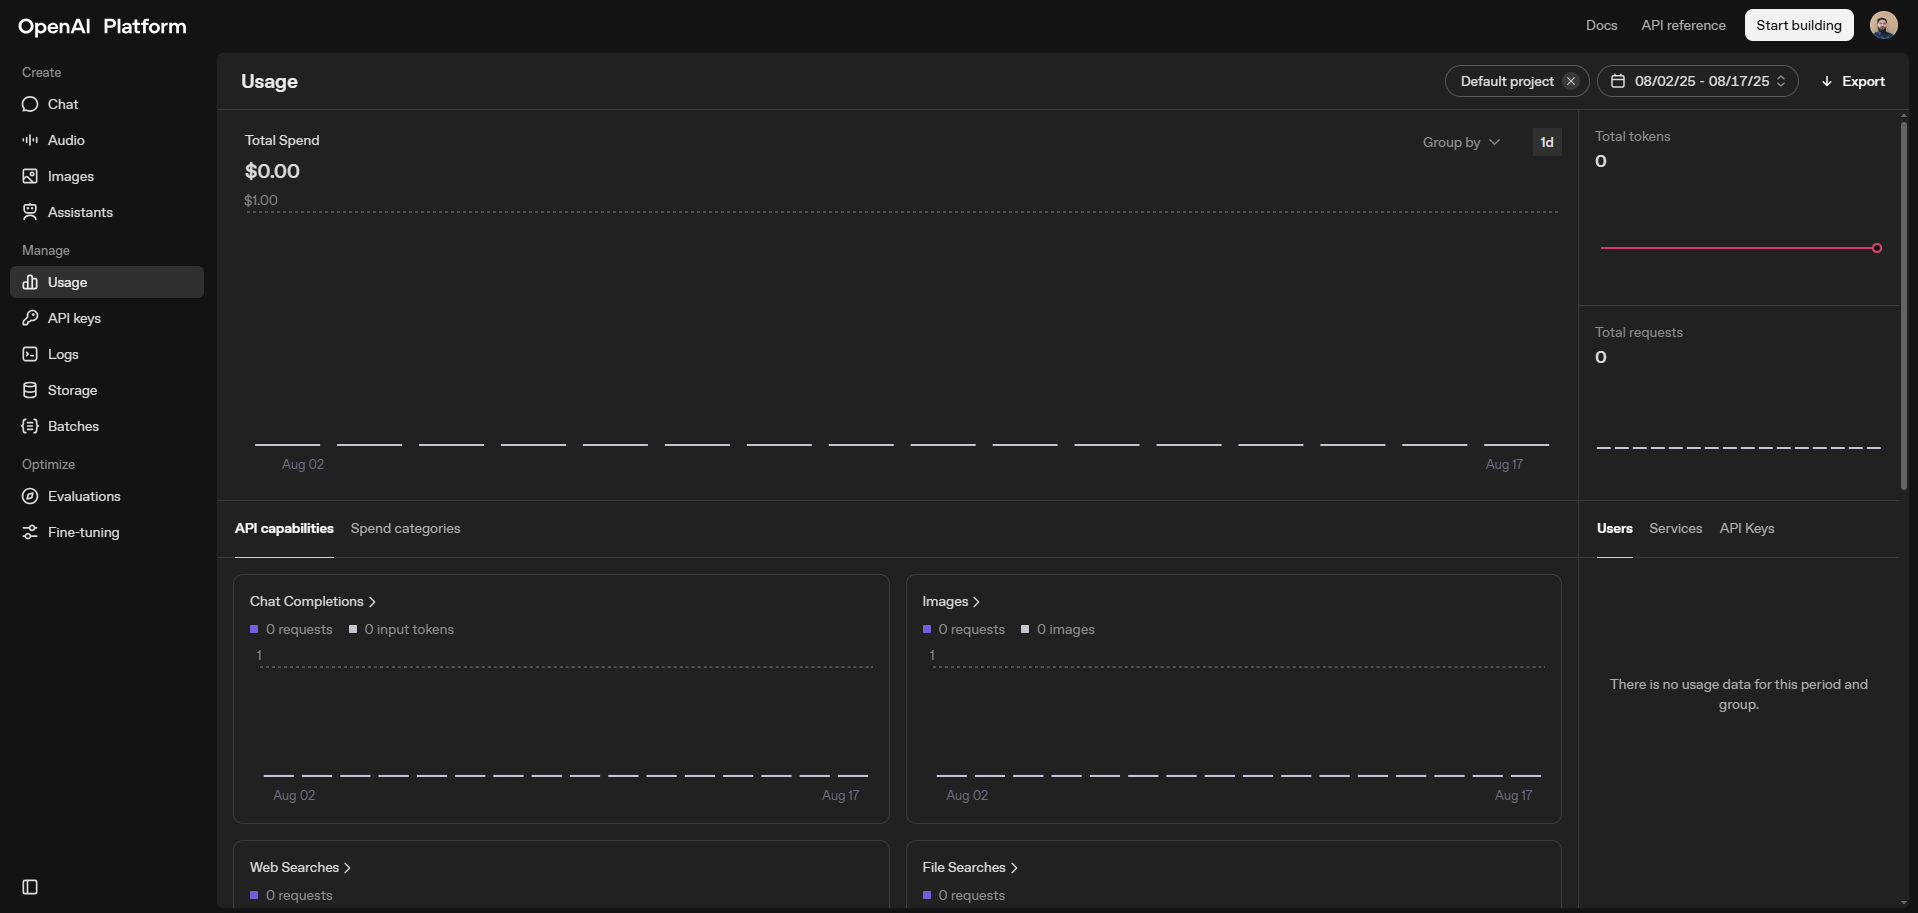 OpenAI Platform
Docs
API reference
Start building
Create
Chat
Audio
Images
Assistants
Manage
Usage
API keys
Logs
Storage
Batches
Optimize
Evaluations
Fine-tuning
Usage
Default project
08/02/25 - 08/17/25
Export
Total Spend
$0.00
Group by
1d
$1.00
Aug 02
Aug 17
Total tokens
0
Total requests
0
API capabilities
Spend categories
Users
Services
API Keys
Chat Completions
0 requests
0 input tokens
1
Aug 02
Aug 17
Images
0 requests
0 images
1
Aug 02
Aug 17
There is no usage data for this period and
group.
Web Searches
0 requests
File Searches
0 requests